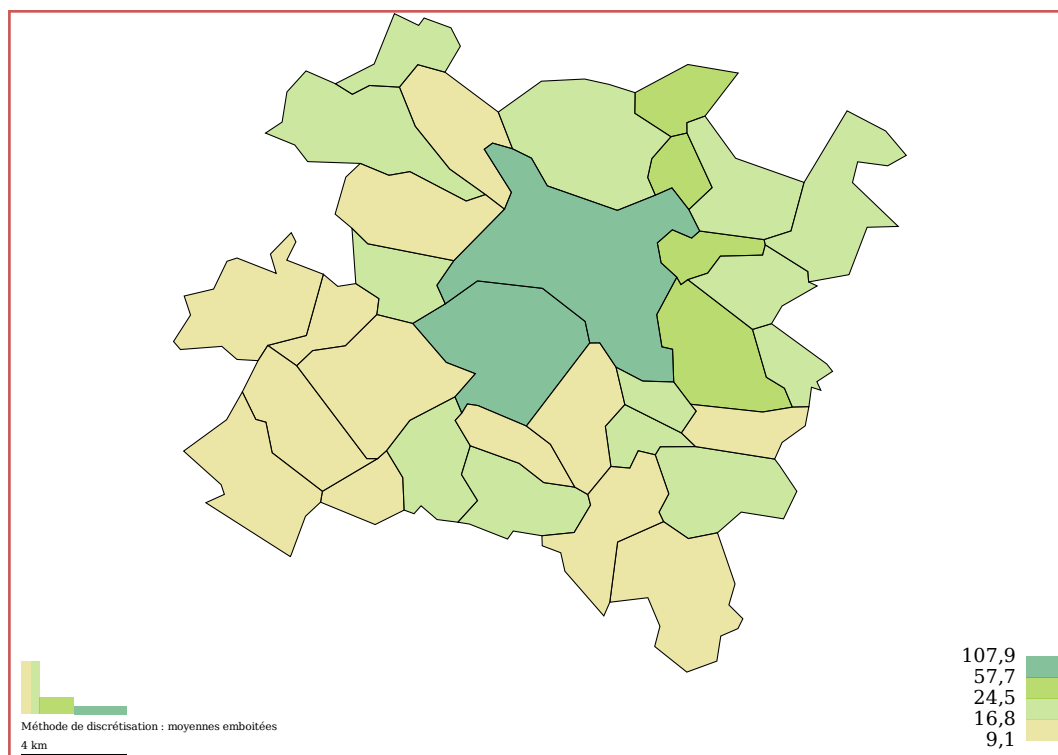 107,9
57,7
24,5
16,8
9,1
Méthode de discrétisation : moyennes emboitées
4 km